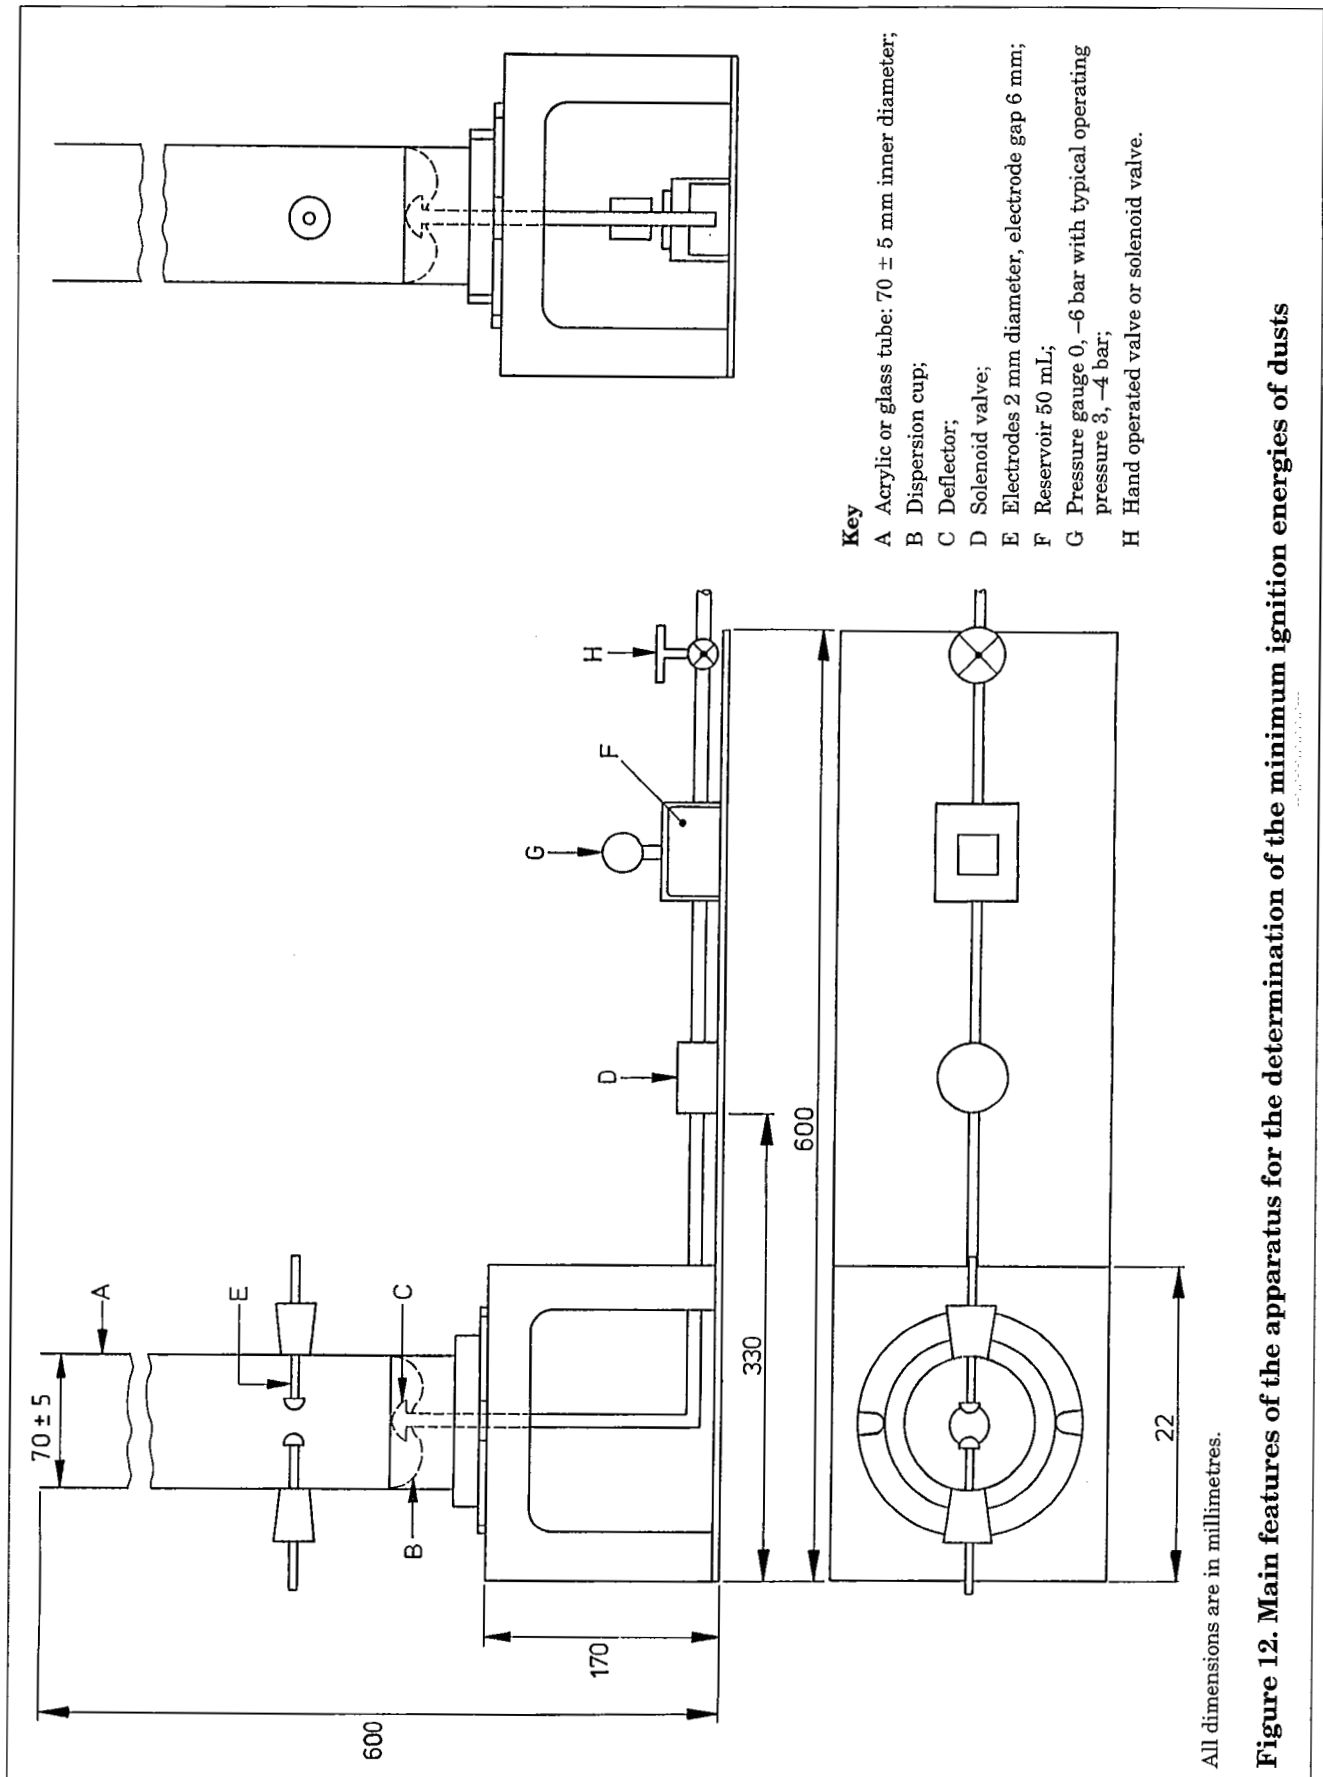 600
70 ± 5
170
A
E
C
B
D
G
F
H
330
600
22
Key
A Acrylic or glass tube: 70 ± 5 mm inner diameter;
B Dispersion cup;
C Deflector;
D Solenoid valve;
E Electrodes 2 mm diameter, electrode gap 6 mm;
F Reservoir 50 mL;
G Pressure gauge 0, –6 bar with typical operating
pressure 3, –4 bar;
H Hand operated valve or solenoid valve.
All dimensions are in millimetres.
Figure 12. Main features of the apparatus for the determination of the minimum ignition energies of dusts